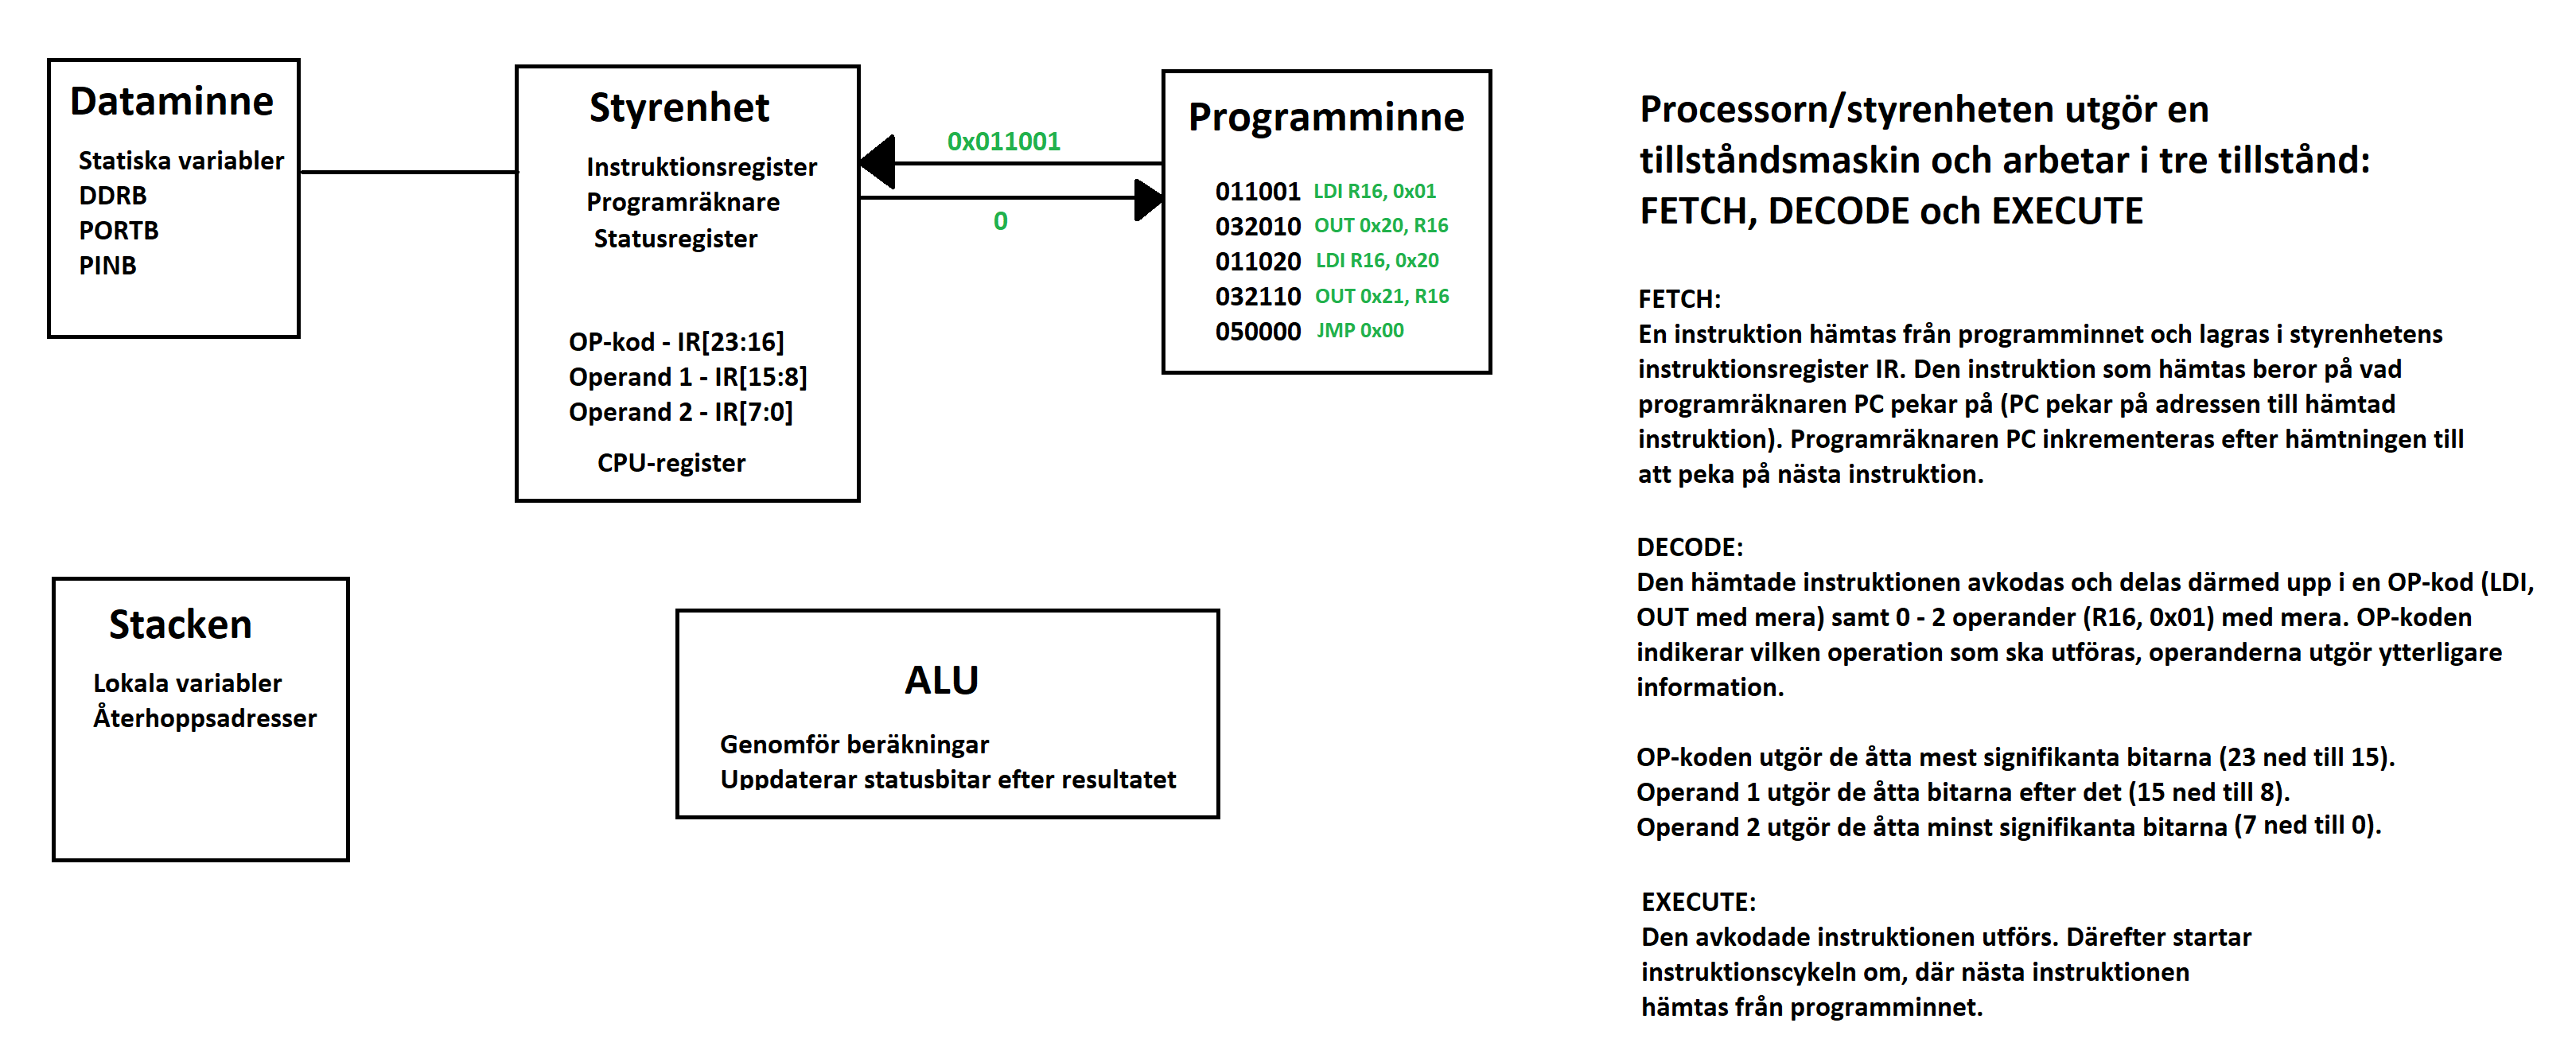 Dataminne
Statiska variabler
DDRB
PORTB
PINB
Styrenhet
Instruktionsregister
Programräknare
Statusregister
OP-kod - IR[23:16]
Operand 1 - IR[15:8]
Operand 2 - IR[7:0]
CPU-register
0x011001
0
Programminne
011001 LDI R16, 0x01
032010 OUT 0x20, R16
011020 LDI R16, 0x20
032110 OUT 0x21, R16
050000 JMP 0x00
Stacken
Lokala variabler
Återhoppsadresser
ALU
Genomför beräkningar
Uppdaterar statusbitar efter resultatet
Processorn/styrenheten utgör en
tillståndsmaskin och arbetar i tre tillstånd:
FETCH, DECODE och EXECUTE
FETCH:
En instruktion hämtas från programminnet och lagras i styrenhetens
instruktionsregister IR. Den instruktion som hämtas beror på vad
programräknaren PC pekar på (PC pekar på adressen till hämtad
instruktion). Programräknaren PC inkrementeras efter hämtningen till
att peka på nästa instruktion.
DECODE:
Den hämtade instruktionen avkodas och delas därmed upp i en OP-kod (LDI,
OUT med mera) samt 0 - 2 operander (R16, 0x01) med mera. OP-koden
indikerar vilken operation som ska utföras, operanderna utgör ytterligare
information.
OP-koden utgör de åtta mest signifikanta bitarna (23 ned till 15).
Operand 1 utgör de åtta bitarna efter det (15 ned till 8).
Operand 2 utgör de åtta minst signifikanta bitarna (7 ned till 0).
EXECUTE:
Den avkodade instruktionen utförs. Därefter startar
instruktionscykeln om, där nästa instruktionen
hämtas från programminnet.